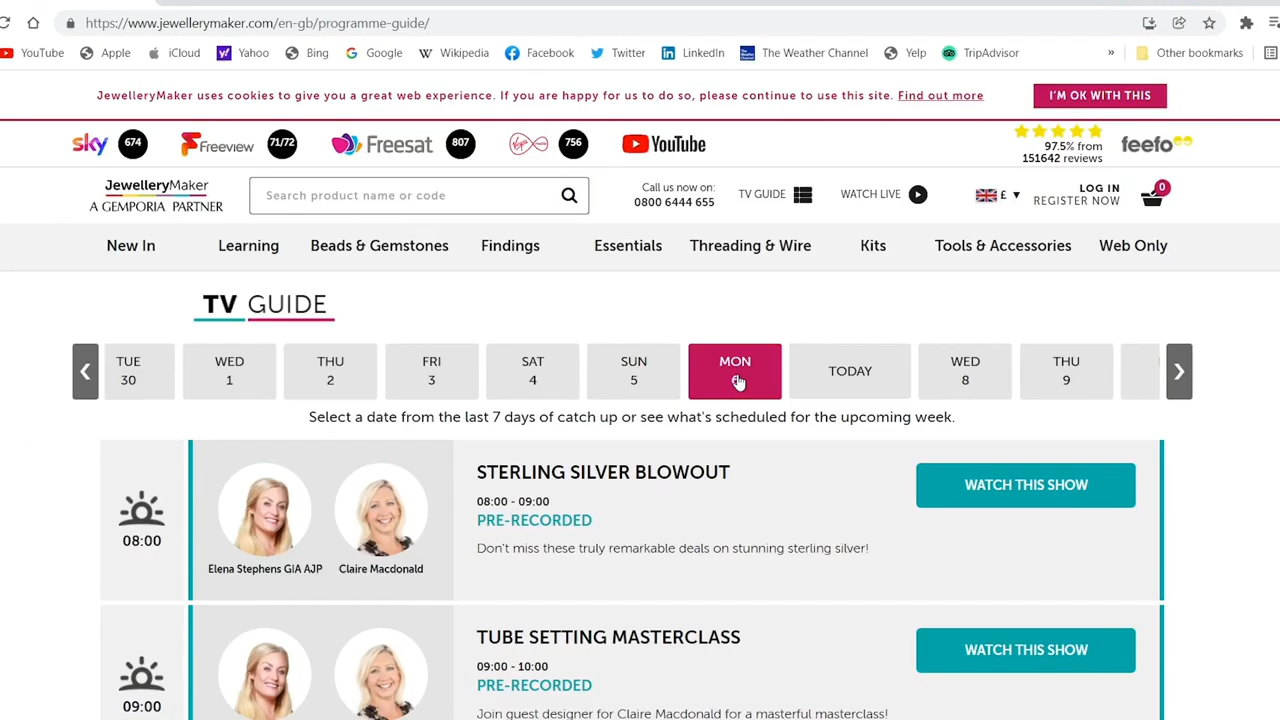 https://www.jewellerymaker.com/en-gb/programme-guide/
YouTube Apple iCloud Yahoo Bing Google Wikipedia Facebook Twitter LinkedIn The Weather Channel Yelp TripAdvisor » Other bookmarks
JewelleryMaker uses cookies to give you a great web experience. If you are happy for us to do so, please continue to use this site. Find out more I'M OK WITH THIS
sky 674 Freeview 71/72 Freesat 807 756 YouTube 97.5% from 151642 reviews feefo
JewelleryMaker
A GEMPORIA PARTNER
Search product name or code
Call us now on:
0800 6444 655
TV GUIDE WATCH LIVE £ ▼
LOG IN
REGISTER NOW
0
New In Learning Beads & Gemstones Findings Essentials Threading & Wire Kits Tools & Accessories Web Only
TV GUIDE
TUE WED THU FRI SAT SUN MON TODAY WED THU
30 1 2 3 4 5 8 9
Select a date from the last 7 days of catch up or see what's scheduled for the upcoming week.
STERLING SILVER BLOWOUT WATCH THIS SHOW
08:00 - 09:00
PRE-RECORDED
08:00
Don't miss these truly remarkable deals on stunning sterling silver!
Elena Stephens GIA AJP Claire Macdonald
TUBE SETTING MASTERCLASS WATCH THIS SHOW
09:00 - 10:00
PRE-RECORDED
09:00
Join guest designer for Claire Macdonald for a masterful masterclass!